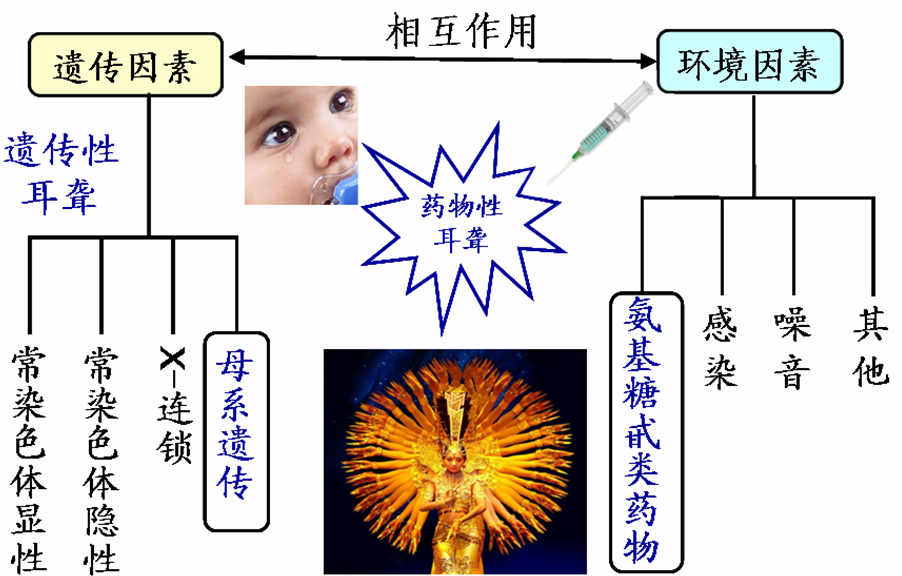 相互作用
遗传因素
环境因素
遗传性
耳聋
药物性
耳聋
常染色体显性
常染色体隐性
X-连锁
母系遗传
氨基糖甙类药物
感染
噪音
其他